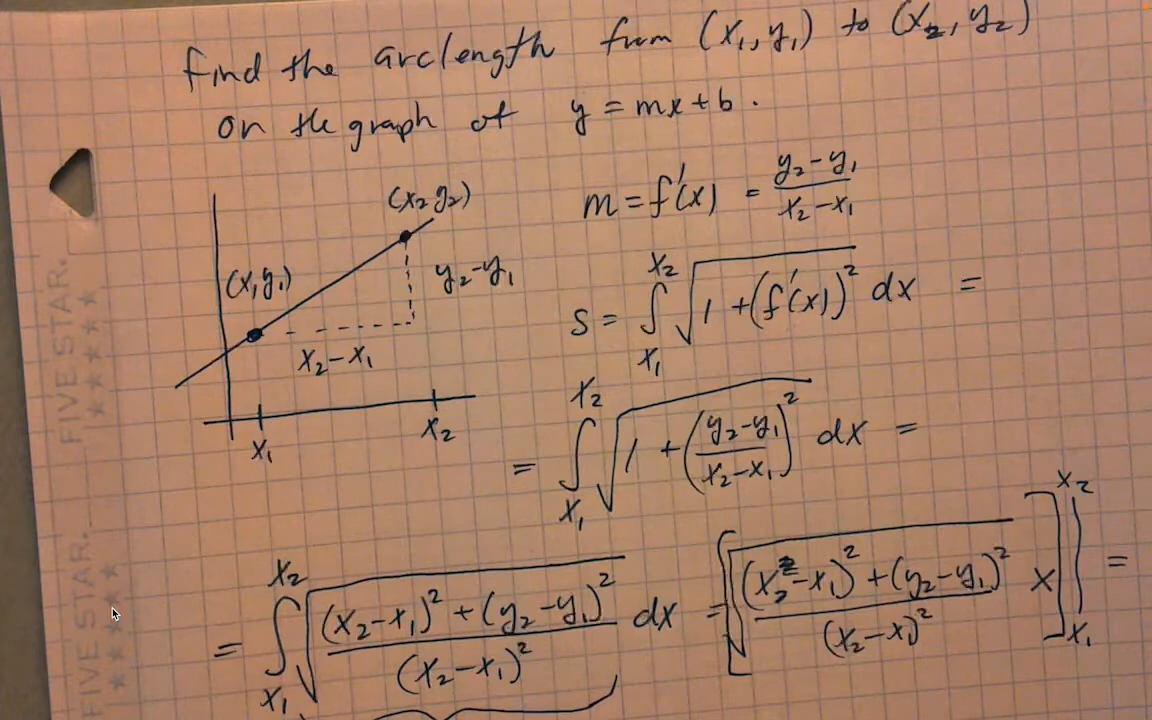 Find the arclength from (x₁, y₁) to (x₂, y₂)
on the graph of y = mx + b .
(x₂ y₂)
(x₁ y₁)
y₂-y₁
x₂-x₁
x₁
x₂
m = f'(x) = (y₂-y₁)/(x₂-x₁)
S = ∫_{x₁}^{x₂} √(1 + (f'(x))²) dx =
= ∫_{x₁}^{x₂} √(1 + ((y₂-y₁)/(x₂-x₁))²) dx =
= ∫_{x₁}^{x₂} √(((x₂-x₁)² + (y₂-y₁)²)/(x₂-x₁)²) dx = [√(((x₂-x₁)² + (y₂-y₁)²)/(x₂-x₁)²) x]_{x₁}^{x₂} =
FIVE STAR.
FIVE STAR.